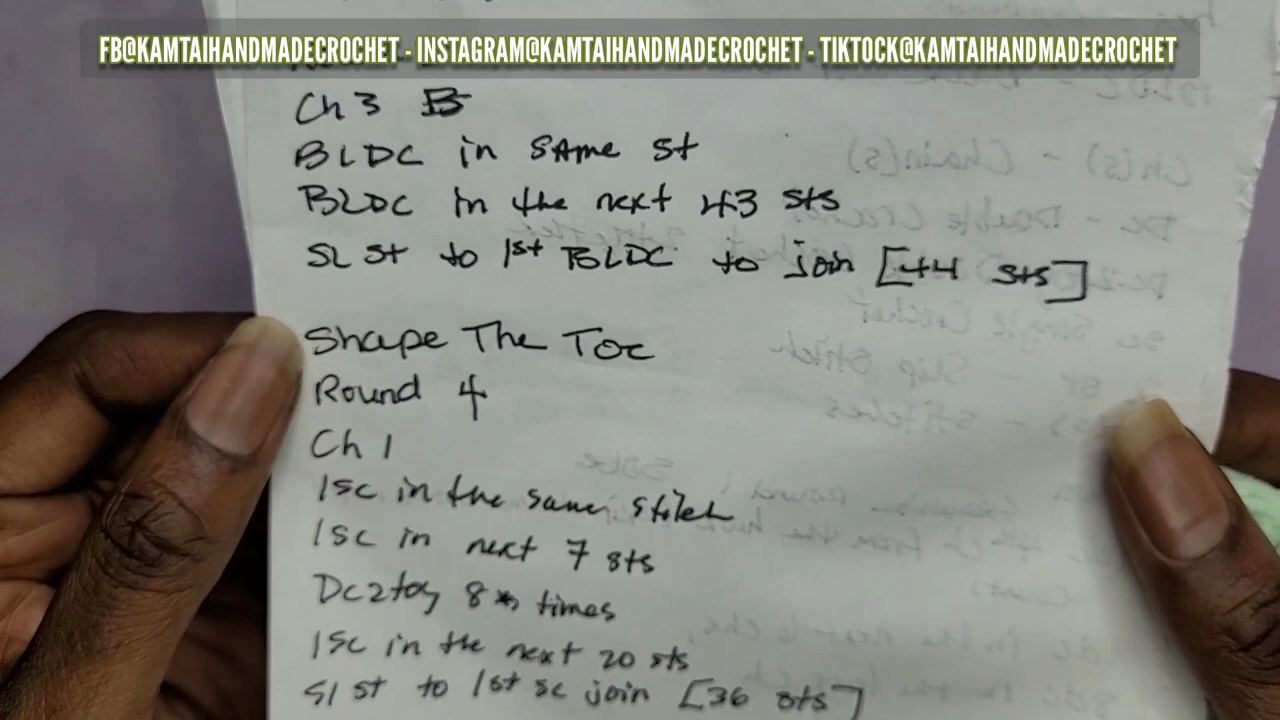 FB@KAMTAIHANDMADECROCHET - INSTAGRAM@KAMTAIHANDMADECROCHET - TIKTOCK@KAMTAIHANDMADECROCHET
Ch 3
BLDC in same st
BLDC in the next 43 sts
SL st to 1st BLDC to join [44 sts]
Shape The Toe
Round 4
Ch 1
1sc in the same stitch
1sc in next 7 sts
Dc2tog 8 times
1sc in the next 20 sts
Sl st to 1st sc join [36 sts]